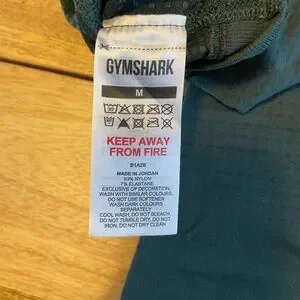 GYMSHARK
M
KEEP AWAY
FROM FIRE
MADE IN JORDAN
93% NYLON
7% ELASTANE
EXCLUSIVE OF DECORATION.
WASH WITH SIMILAR COLOURS.
DO NOT USE SOFTENER
WASH DARK COLOURS
SEPARATELY
COOL WASH, DO NOT BLEACH,
DO NOT TUMBLE DRY, DO NOT
IRON, DO NOT DRY CLEAN